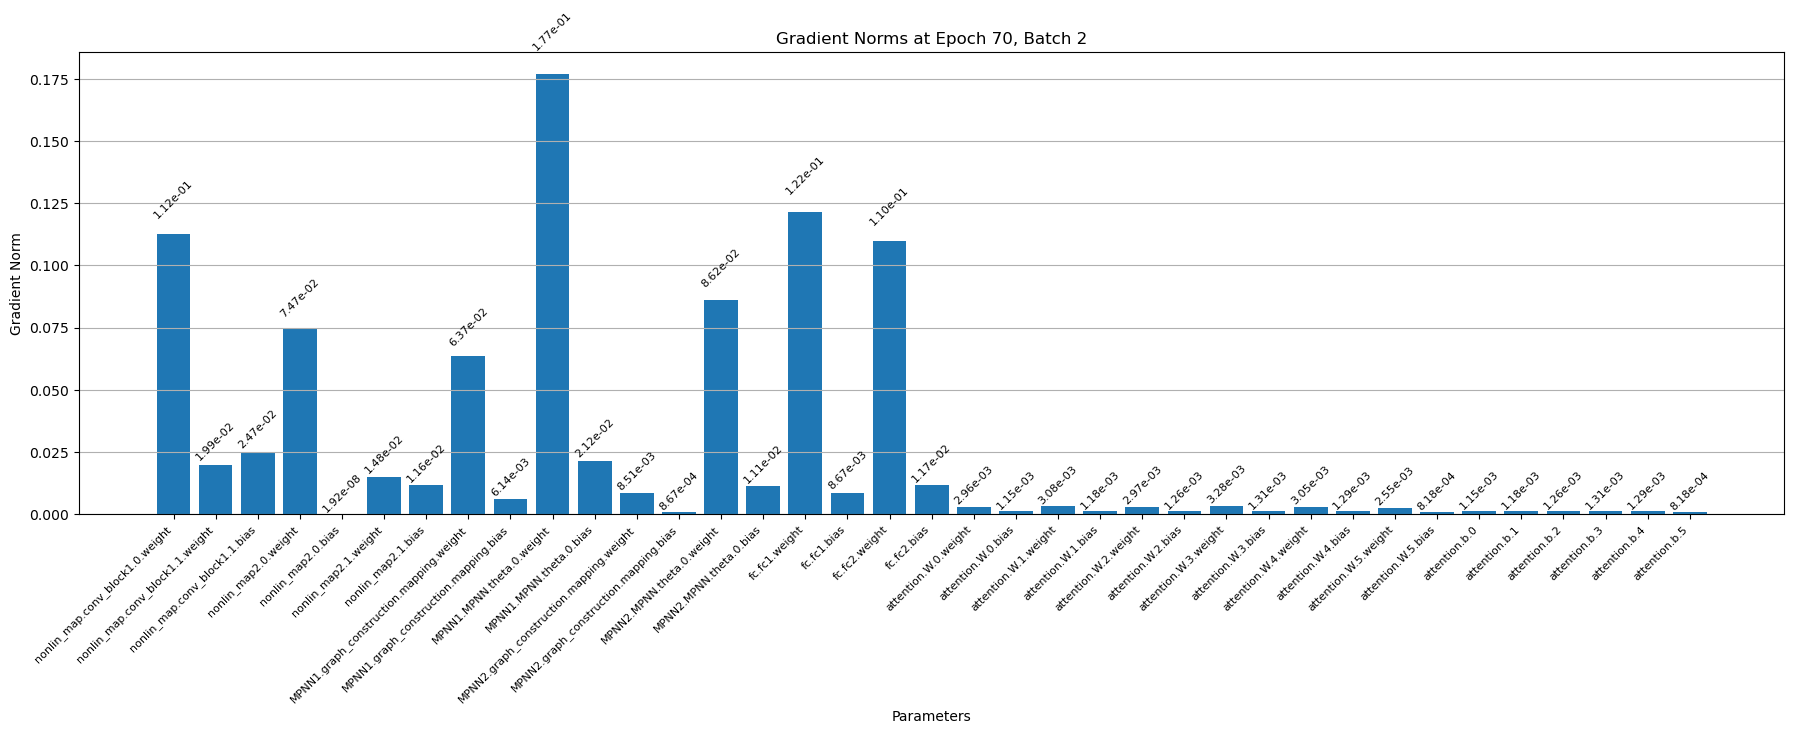 Gradient Norms at Epoch 70, Batch 2
Gradient Norm
0.175
0.150
0.125
0.100
0.075
0.050
0.025
0.000
1.12e-01
1.99e-02
2.47e-02
7.47e-02
1.92e-08
1.48e-02
1.16e-02
6.37e-02
6.14e-03
1.77e-01
2.12e-02
8.51e-03
8.67e-04
8.62e-02
1.11e-02
1.22e-01
8.67e-03
1.10e-01
1.17e-02
2.96e-03
1.15e-03
3.08e-03
1.18e-03
2.97e-03
1.26e-03
3.28e-03
1.31e-03
3.05e-03
1.29e-03
2.55e-03
8.18e-04
1.15e-03
1.18e-03
1.26e-03
1.31e-03
1.29e-03
8.18e-04
nonlin_map.conv_block1.0.weight
nonlin_map.conv_block1.1.weight
nonlin_map.conv_block1.1.bias
nonlin_map2.0.weight
nonlin_map2.0.bias
nonlin_map2.1.weight
nonlin_map2.1.bias
MPNN1.graph_construction.mapping.weight
MPNN1.graph_construction.mapping.bias
MPNN1.MPNN.theta.0.weight
MPNN1.MPNN.theta.0.bias
MPNN2.graph_construction.mapping.weight
MPNN2.graph_construction.mapping.bias
MPNN2.MPNN.theta.0.weight
MPNN2.MPNN.theta.0.bias
fc.fc1.weight
fc.fc1.bias
fc.fc2.weight
fc.fc2.bias
attention.W.0.weight
attention.W.0.bias
attention.W.1.weight
attention.W.1.bias
attention.W.2.weight
attention.W.2.bias
attention.W.3.weight
attention.W.3.bias
attention.W.4.weight
attention.W.4.bias
attention.W.5.weight
attention.W.5.bias
attention.b.0
attention.b.1
attention.b.2
attention.b.3
attention.b.4
attention.b.5
Parameters